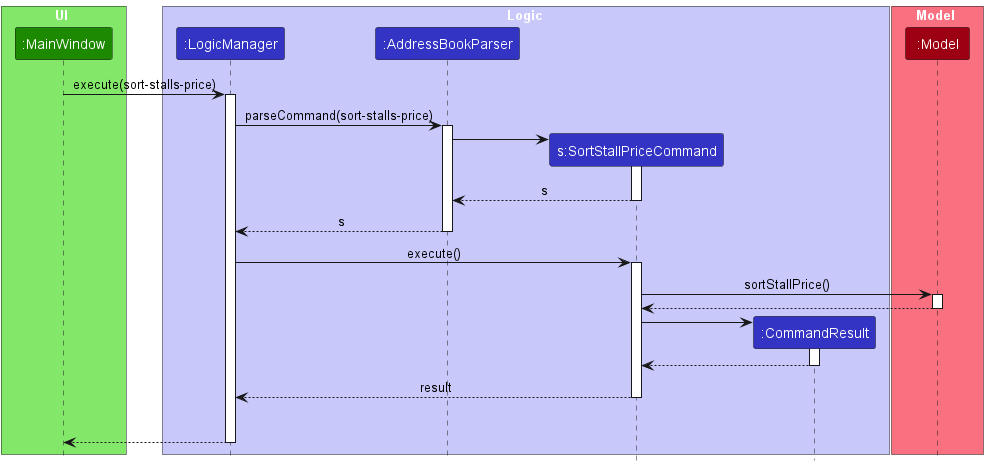 UI
Logic
Model
:MainWindow
:LogicManager
:AddressBookParser
:Model
execute(sort-stalls-price)
parseCommand(sort-stalls-price)
s:SortStallPriceCommand
s
s
execute()
sortStallPrice()
:CommandResult
result